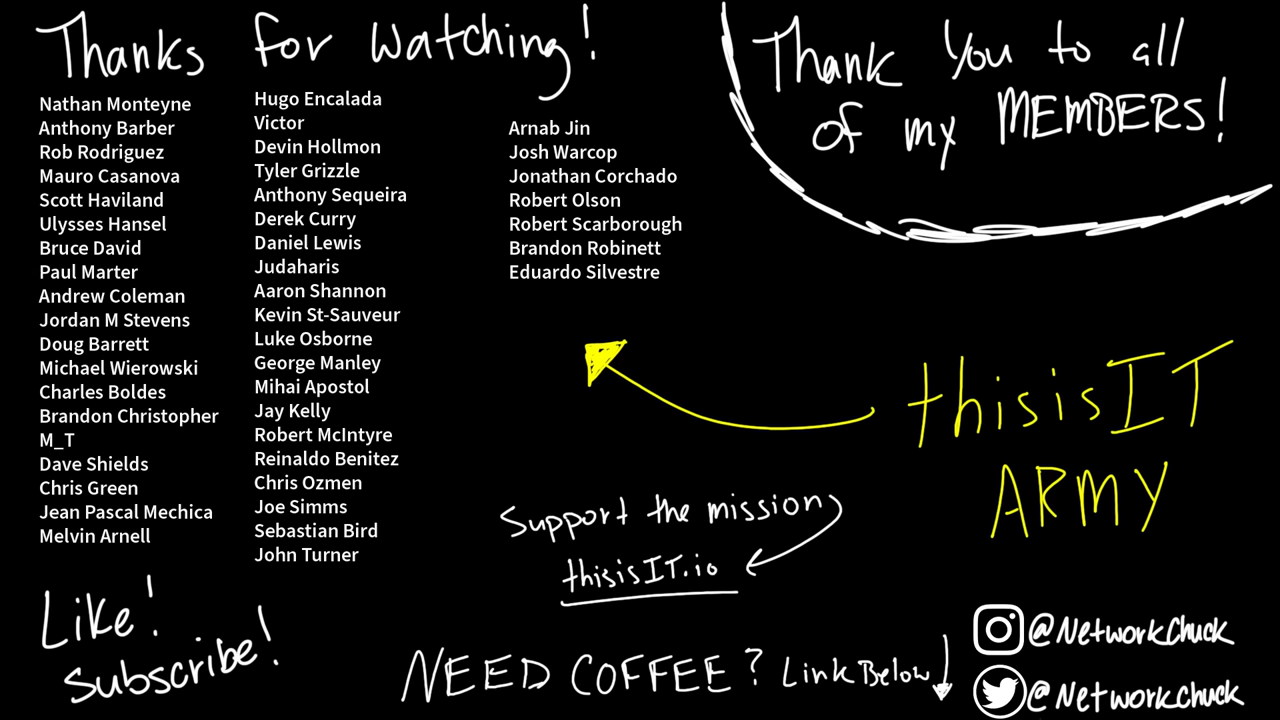 Thanks for watching!
Nathan Monteyne
Anthony Barber
Rob Rodriguez
Mauro Casanova
Scott Haviland
Ulysses Hansel
Bruce David
Paul Marter
Andrew Coleman
Jordan M Stevens
Doug Barrett
Michael Wierowski
Charles Boldes
Brandon Christopher
M_T
Dave Shields
Chris Green
Jean Pascal Mechica
Melvin Arnell
Hugo Encalada
Victor
Devin Hollmon
Tyler Grizzle
Anthony Sequeira
Derek Curry
Daniel Lewis
Judaharis
Aaron Shannon
Kevin St-Sauveur
Luke Osborne
George Manley
Mihai Apostol
Jay Kelly
Robert McIntyre
Reinaldo Benitez
Chris Ozmen
Joe Simms
Sebastian Bird
John Turner
Arnab Jin
Josh Warcop
Jonathan Corchado
Robert Olson
Robert Scarborough
Brandon Robinett
Eduardo Silvestre
Thank You to all
of my MEMBERS!
thisisIT
ARMY
Support the mission
thisisIT.io
Like!
Subscribe!
NEED COFFEE? Link Below
@NetworkChuck
@NetworkChuck